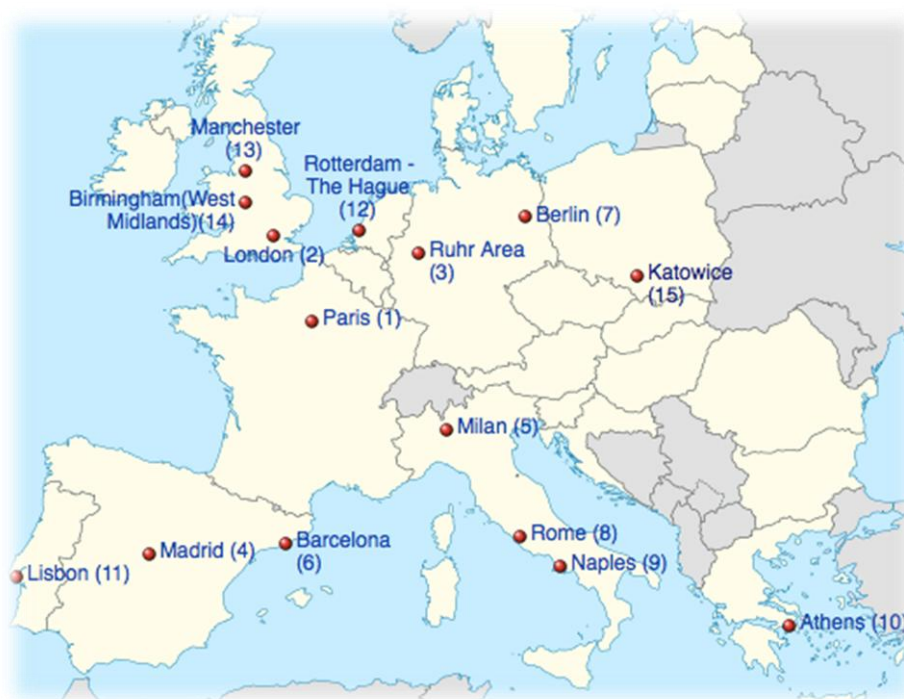 Manchester
(13)
Rotterdam -
The Hague
(12)
Birmingham(West
Midlands)(14)
Berlin (7)
London (2)
Ruhr Area
(3)
Katowice
(15)
Paris (1)
Milan (5)
Rome (8)
Barcelona
(6)
Madrid (4)
Naples (9)
Lisbon (11)
Athens (10)